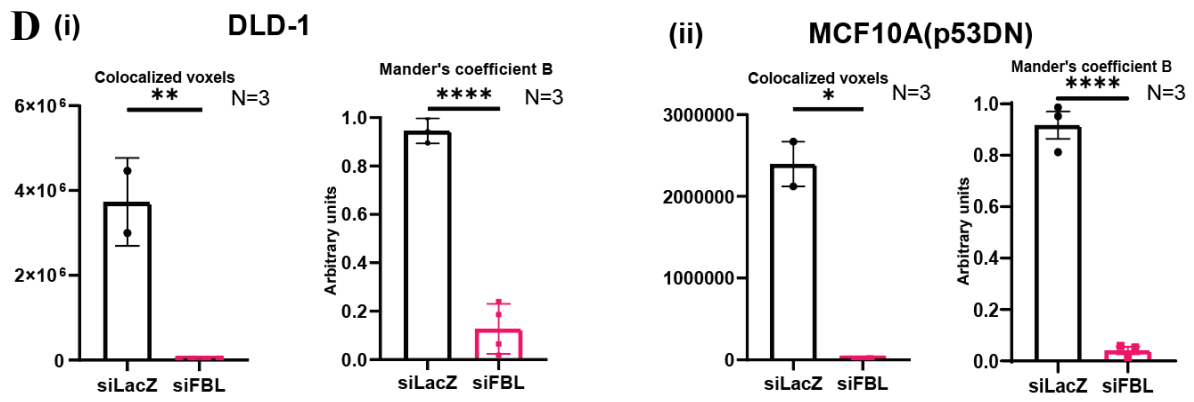 D (i) DLD-1
Colocalized voxels
** N=3
6×10⁶
4×10⁶
2×10⁶
0
siLacZ siFBL
Mander's coefficient B
**** N=3
Arbitrary units
1.0
0.8
0.6
0.4
0.2
0.0
siLacZ siFBL
(ii) MCF10A(p53DN)
Colocalized voxels
* N=3
3000000
2000000
1000000
0
siLacZ siFBL
Mander's coefficient B
**** N=3
Arbitrary units
1.0
0.8
0.6
0.4
0.2
0.0
siLacZ siFBL